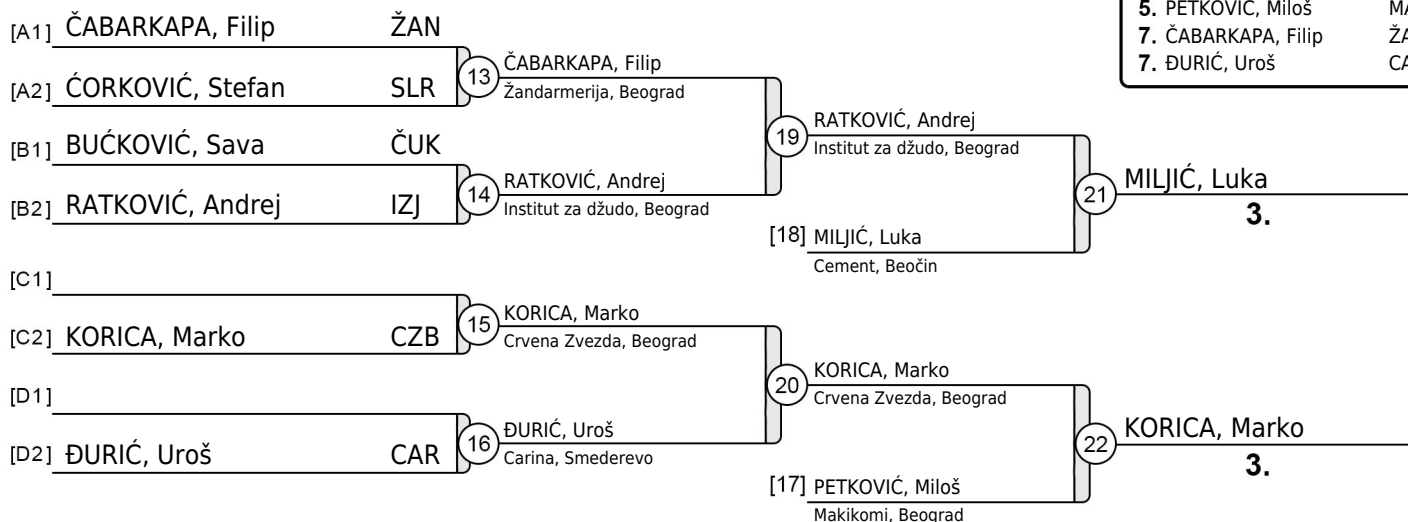 5. PETKOVIĆ, Miloš MA
7. ČABARKAPA, Filip ŽA
7. ĐURIĆ, Uroš CA
[A1] ČABARKAPA, Filip ŽAN
[A2] ĆORKOVIĆ, Stefan SLR
13 ČABARKAPA, Filip
Žandarmerija, Beograd
[B1] BUĆKOVIĆ, Sava ČUK
[B2] RATKOVIĆ, Andrej IZJ
14 RATKOVIĆ, Andrej
Institut za džudo, Beograd
19 RATKOVIĆ, Andrej
Institut za džudo, Beograd
[18] MILJIĆ, Luka
Cement, Beočin
21 MILJIĆ, Luka
3.
[C1]
[C2] KORICA, Marko CZB
15 KORICA, Marko
Crvena Zvezda, Beograd
[D1]
[D2] ĐURIĆ, Uroš CAR
16 ĐURIĆ, Uroš
Carina, Smederevo
20 KORICA, Marko
Crvena Zvezda, Beograd
[17] PETKOVIĆ, Miloš
Makikomi, Beograd
22 KORICA, Marko
3.